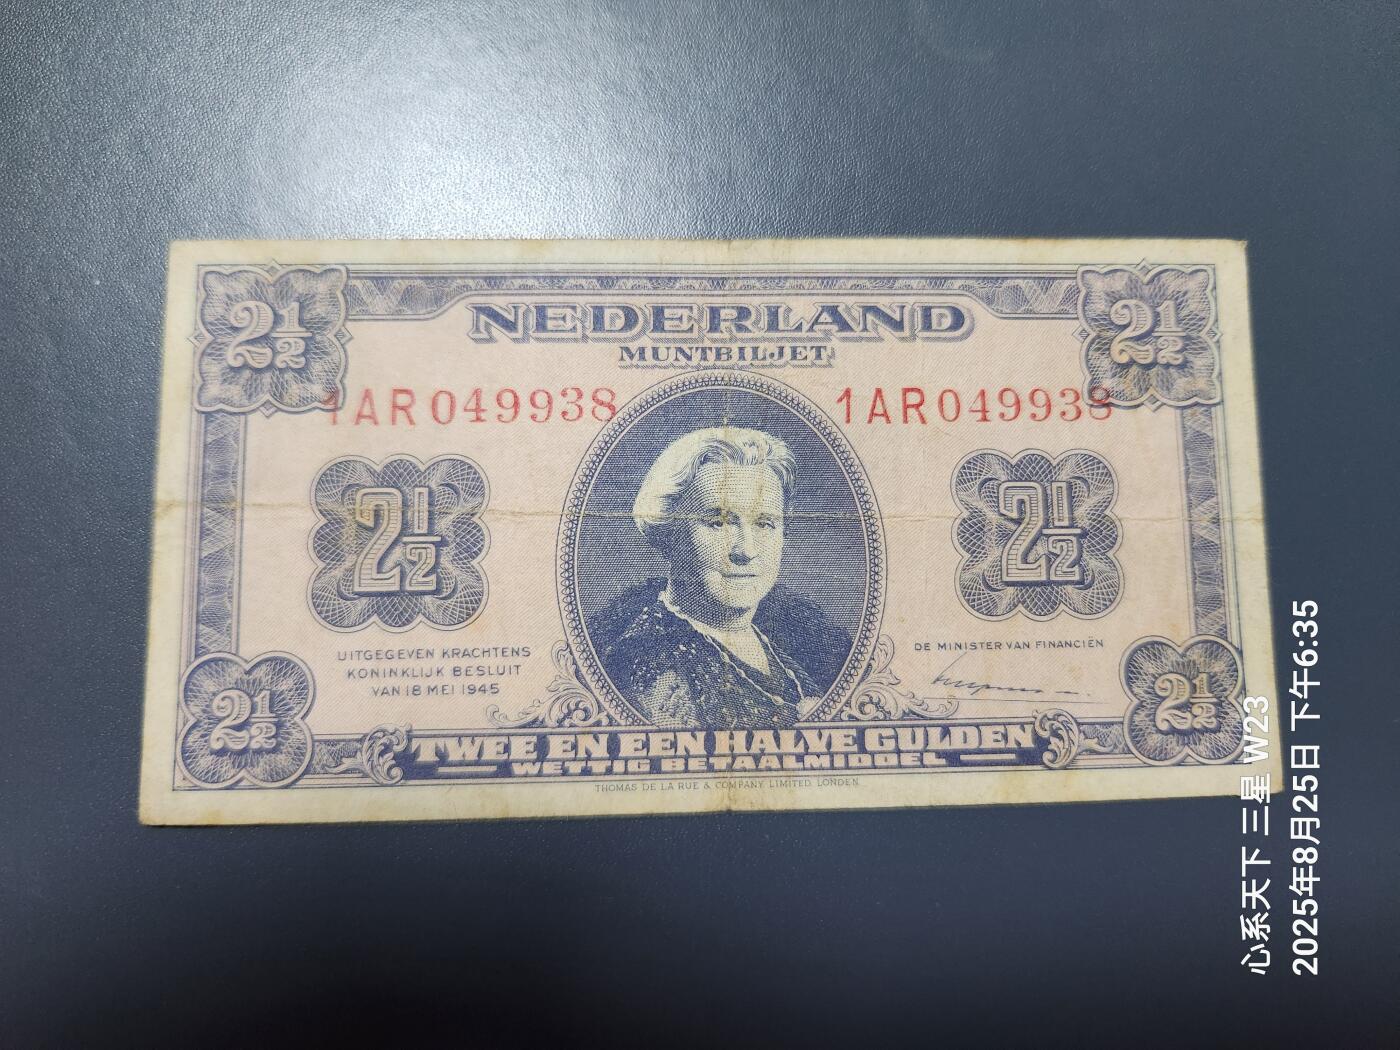 2½
2½
NEDERLAND
MUNTBILJET
1AR049938
1AR049938
2½
2½
UITGEGEVEN KRACHTENS
KONINKLIJK BESLUIT
VAN 18 MEI 1945
DE MINISTER VAN FINANCIËN
2½
2½
TWEE EN EEN HALVE GULDEN
WETTIG BETAALMIDDEL
THOMAS DE LA RUE & COMPANY, LIMITED, LONDEN
心系天下 三星 W23
2025年8月25日 下午6:35